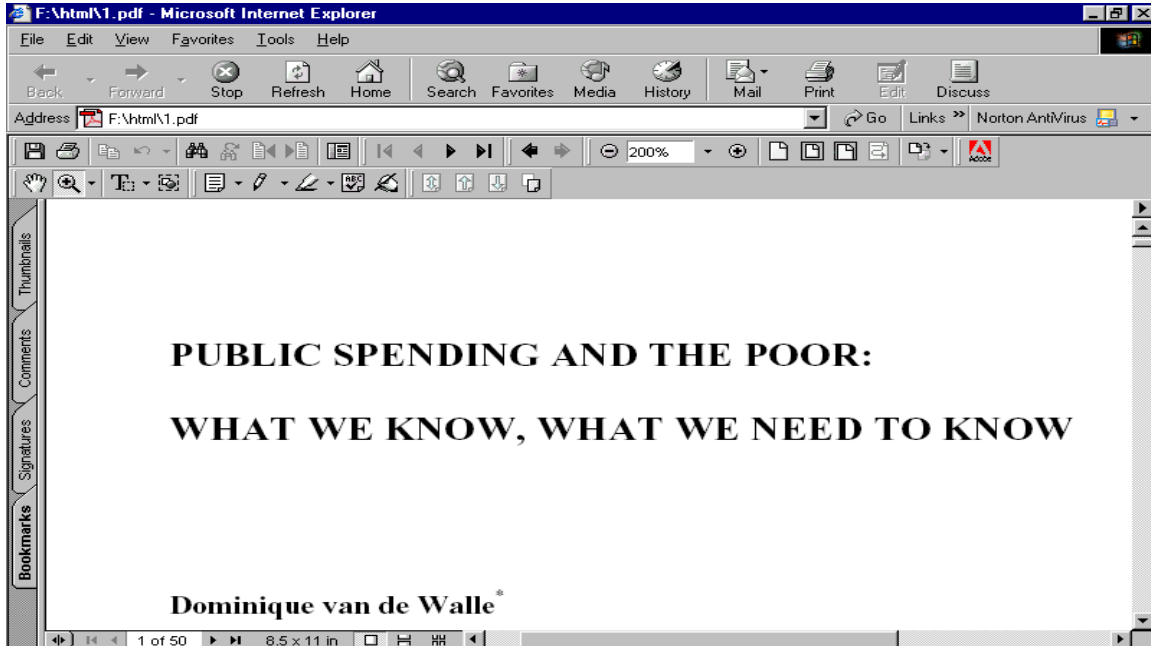 F:\html\1.pdf - Microsoft Internet Explorer
File Edit View Favorites Tools Help
Back Forward Stop Refresh Home Search Favorites Media History Mail Print Edit Discuss
Address F:\html\1.pdf Go Links » Norton AntiVirus
200% Adobe
Thumbnails
Comments
Signatures
Bookmarks
PUBLIC SPENDING AND THE POOR:
WHAT WE KNOW, WHAT WE NEED TO KNOW
Dominique van de Walle*
1 of 50 8.5 x 11 in